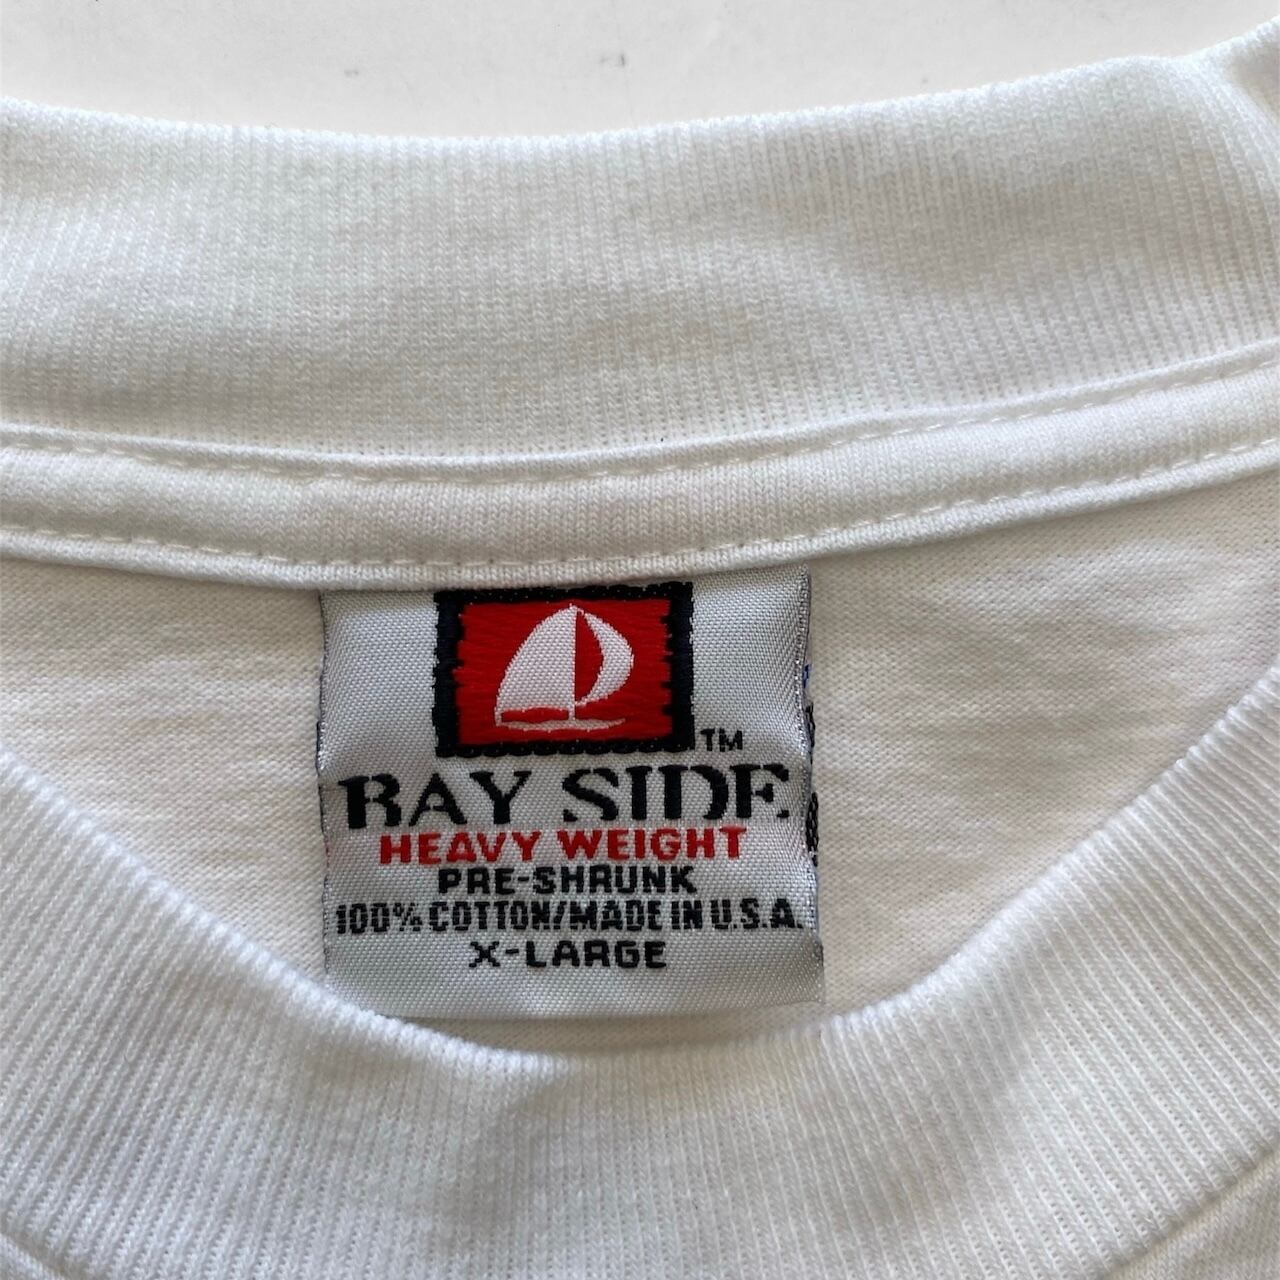 TM
BAY SIDE
HEAVY WEIGHT
PRE-SHRUNK
100% COTTON/MADE IN U.S.A.
X-LARGE